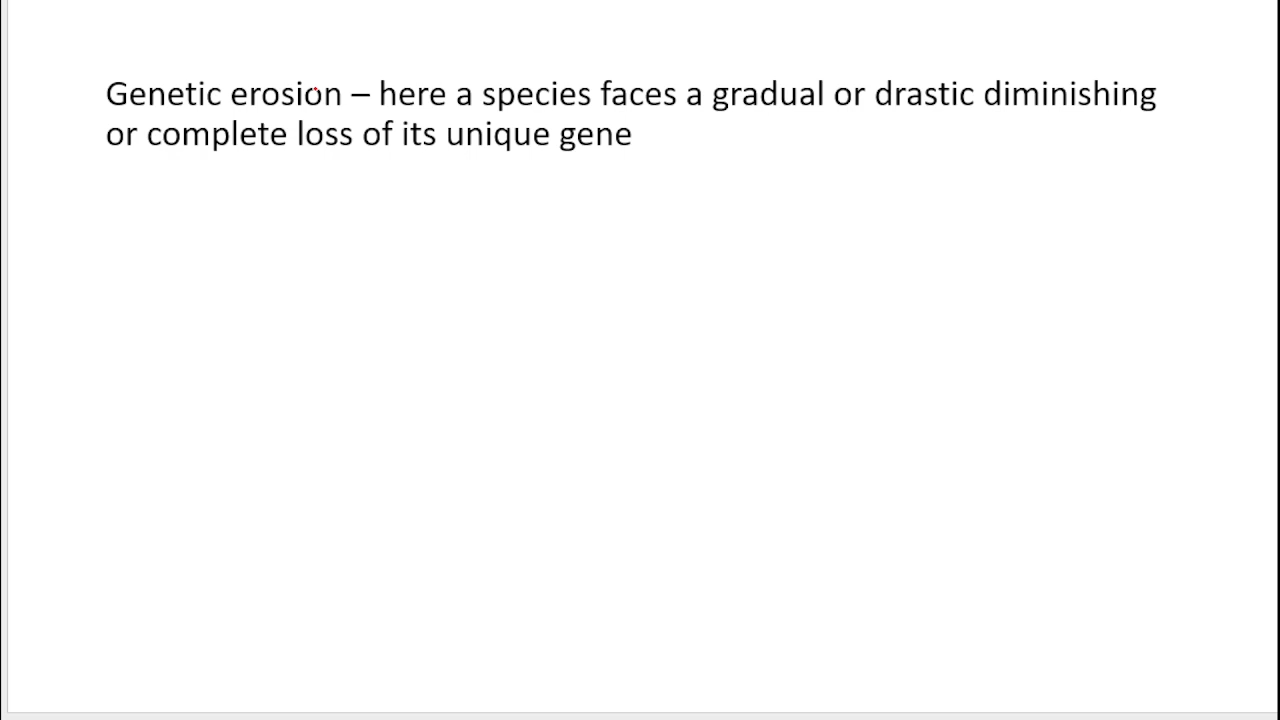 Genetic erosion – here a species faces a gradual or drastic diminishing
or complete loss of its unique gene